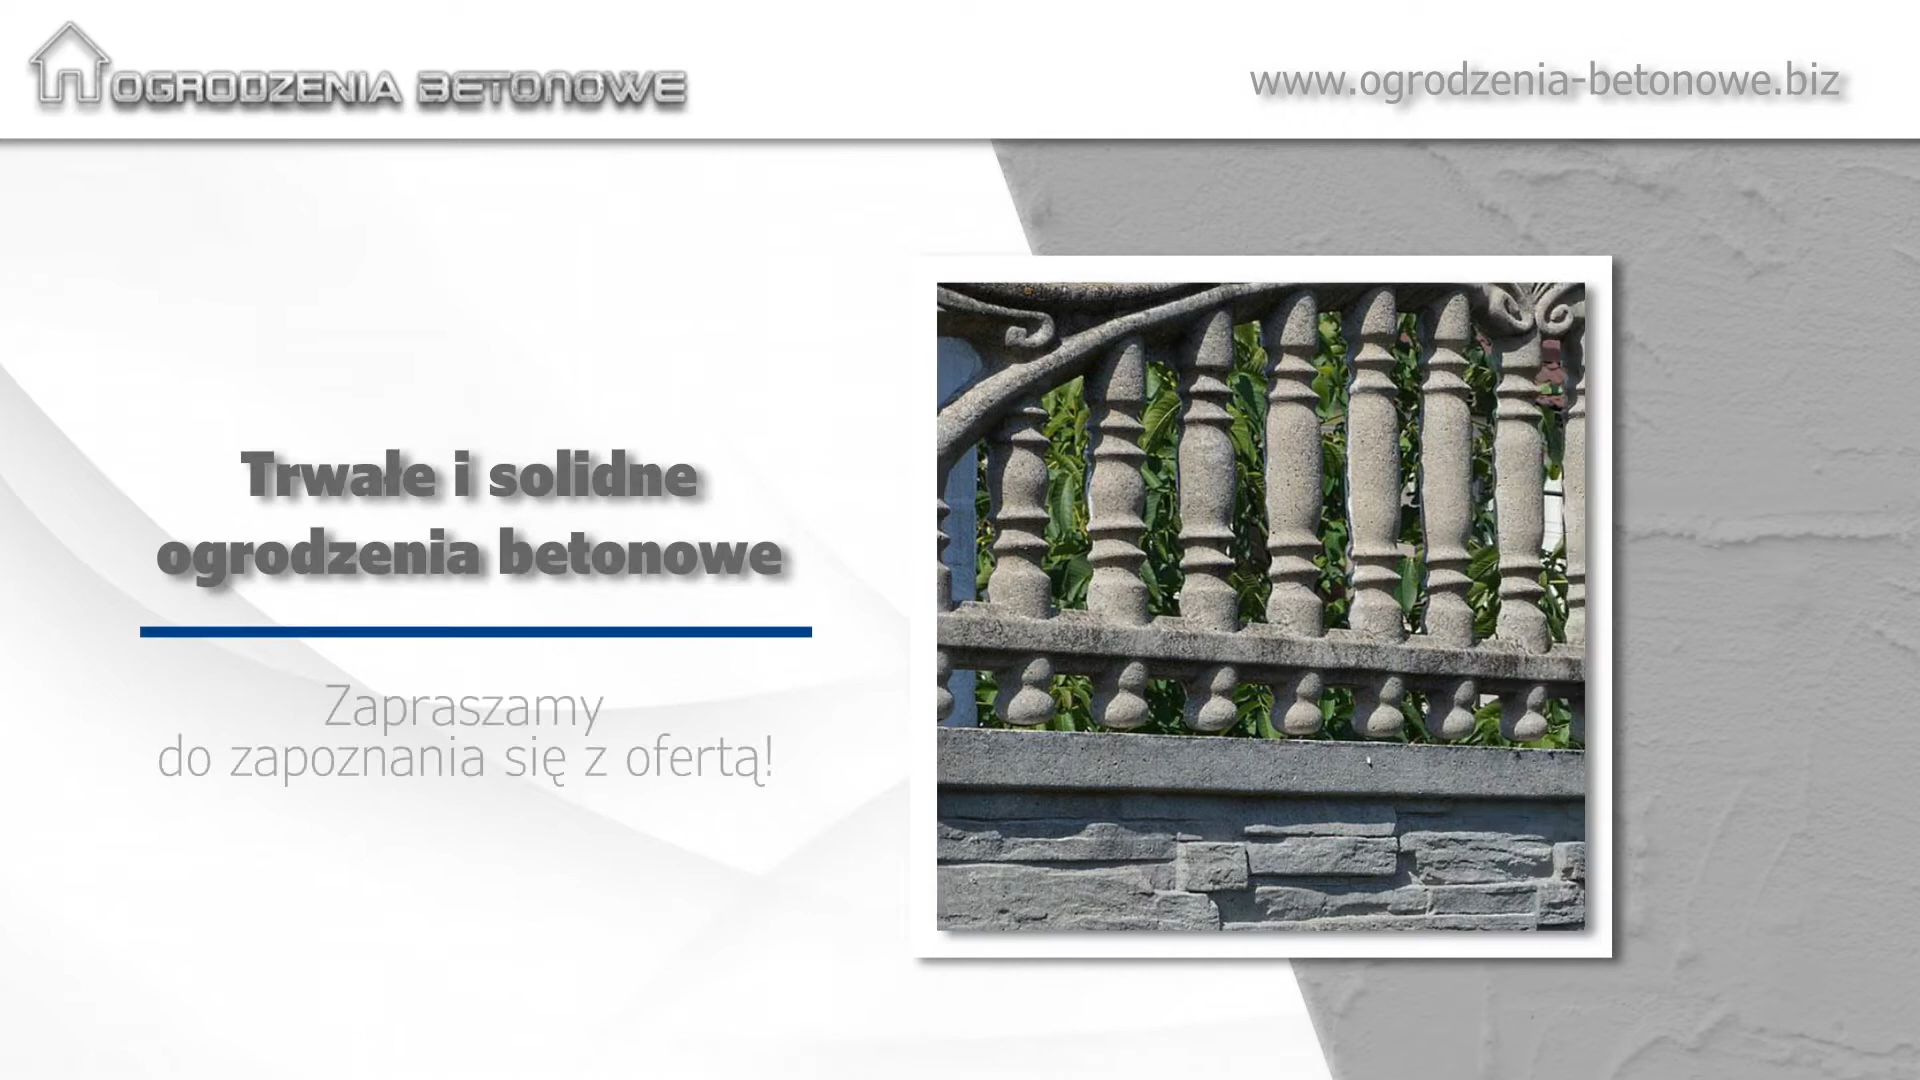 OGRODZENIA BETONOWE
www.ogrodzenia-betonowe.biz
Trwałe i solidne
ogrodzenia betonowe
Zapraszamy
do zapoznania się z ofertą!